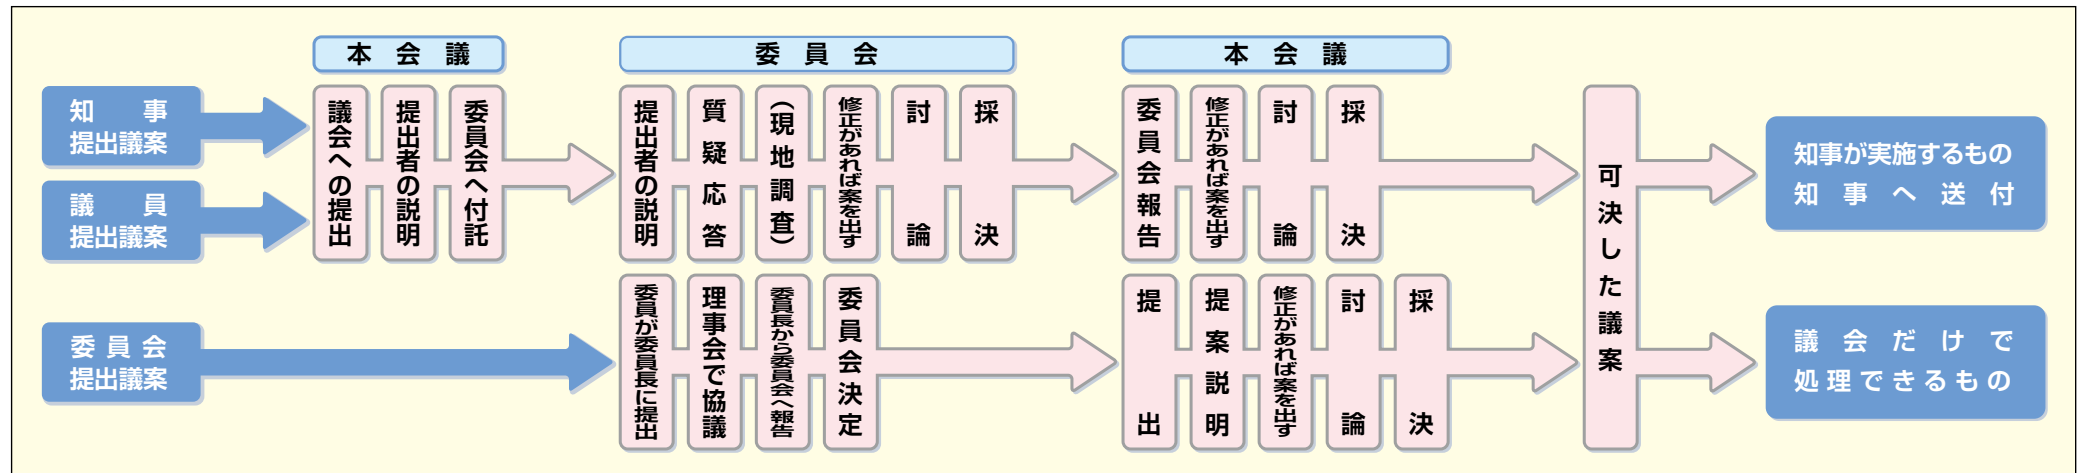 本会議
委員会
本会議
知事
提出議案
議員
提出議案
議会への提出
提出者の説明
委員会へ付託
提出者の説明
質疑応答
（現地調査）
修正があれば案を出す
討論
採決
委員会報告
修正があれば案を出す
討論
採決
委員会
提出議案
委員が委員長に提出
理事会で協議
委員長から委員会へ報告
委員会決定
提出
提案説明
修正があれば案を出す
討論
採決
可決した議案
知事が実施するもの
知事へ送付
議会だけで
処理できるもの